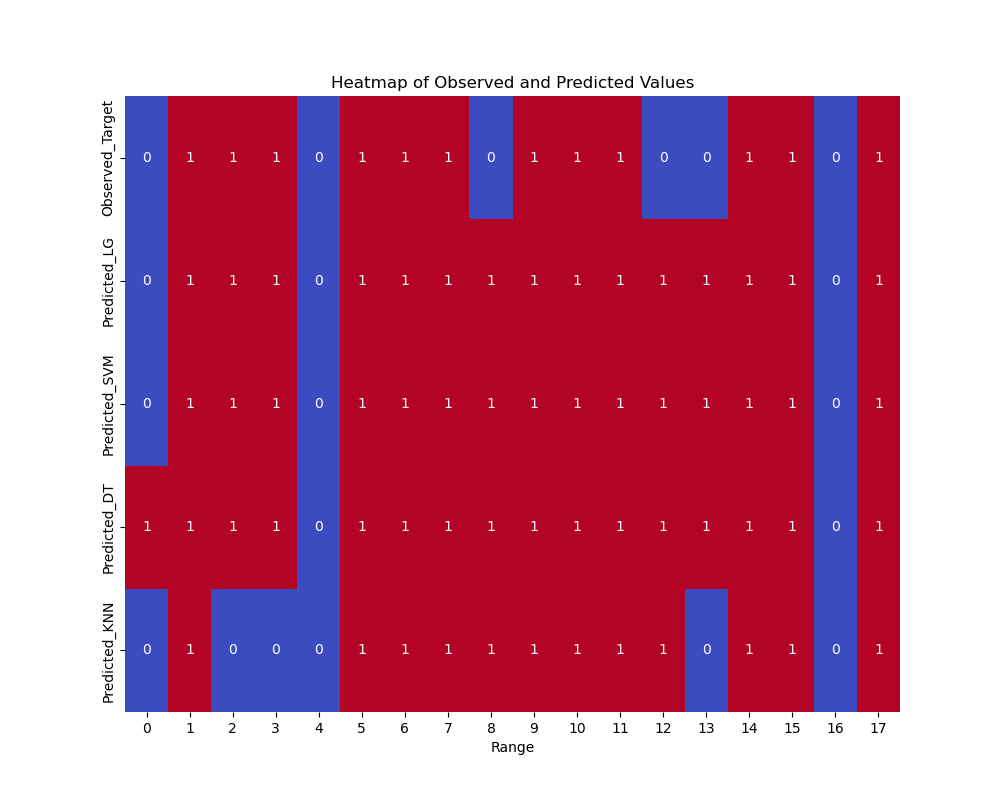 Heatmap of Observed and Predicted Values
Observed_Target
0 1 1 1 0 1 1 1 0 1 1 1 0 0 1 1 0 1
Predicted_LG
0 1 1 1 0 1 1 1 1 1 1 1 1 1 1 1 0 1
Predicted_SVM
0 1 1 1 0 1 1 1 1 1 1 1 1 1 1 1 0 1
Predicted_DT
1 1 1 1 0 1 1 1 1 1 1 1 1 1 1 1 0 1
Predicted_KNN
0 1 0 0 0 1 1 1 1 1 1 1 1 0 1 1 0 1
0 1 2 3 4 5 6 7 8 9 10 11 12 13 14 15 16 17
Range